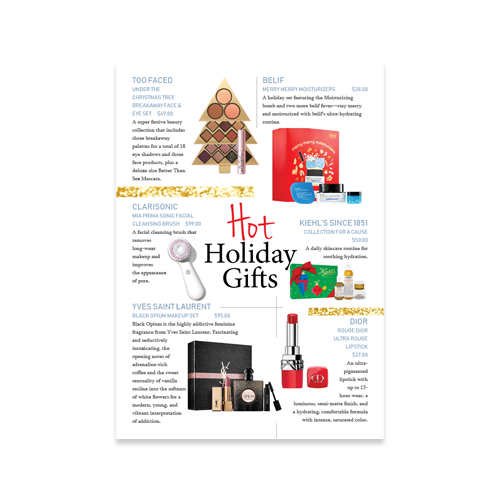 TOO FACED
UNDER THE
CHRISTMAS TREE
BREAKAWAY FACE &
EYE SET $49.00
A super festive beauty
collection that includes
three breakaway
palettes for a total of 18
eye shadows and three
face products, plus a
deluxe size Better Than
Sex Mascara.
BELIF
MERRY MERRY MOISTURIZERS $38.00
A holiday set featuring the Moisturizing
bomb and two more belif faves—stay merry
and moisturized with belif's ultra-hydrating
routine.
merry merry moisturizers
CLARISONIC
MIA PRIMA SONIC FACIAL
CLEANSING BRUSH $99.00
A facial cleansing brush that
removes
long-wear
makeup and
improves
the appearance
of pores.
Hot
Holiday
Gifts
KIEHL'S SINCE 1851
COLLECTION FOR A CAUSE
$50.00
A daily skincare routine for
soothing hydration.
Kiehl's
YVES SAINT LAURENT
BLACK OPIUM MAKEUP SET $95.00
Black Opium is the highly addictive feminine
fragrance from Yves Saint Laurent. Fascinating
and seductively
intoxicating, the
opening notes of
adrenaline-rich
coffee and the sweet
sensuality of vanilla
recline into the softness
of white flowers for a
modern, young, and
vibrant interpretation
of addiction.
OPIUM
DIOR
ROUGE DIOR
ULTRA ROUGE
LIPSTICK
$37.00
An ultra-
pigmented
lipstick with
up to 12-
hour wear, a
luminous, semi-matte finish, and
a hydrating, comfortable formula
with intense, saturated color.